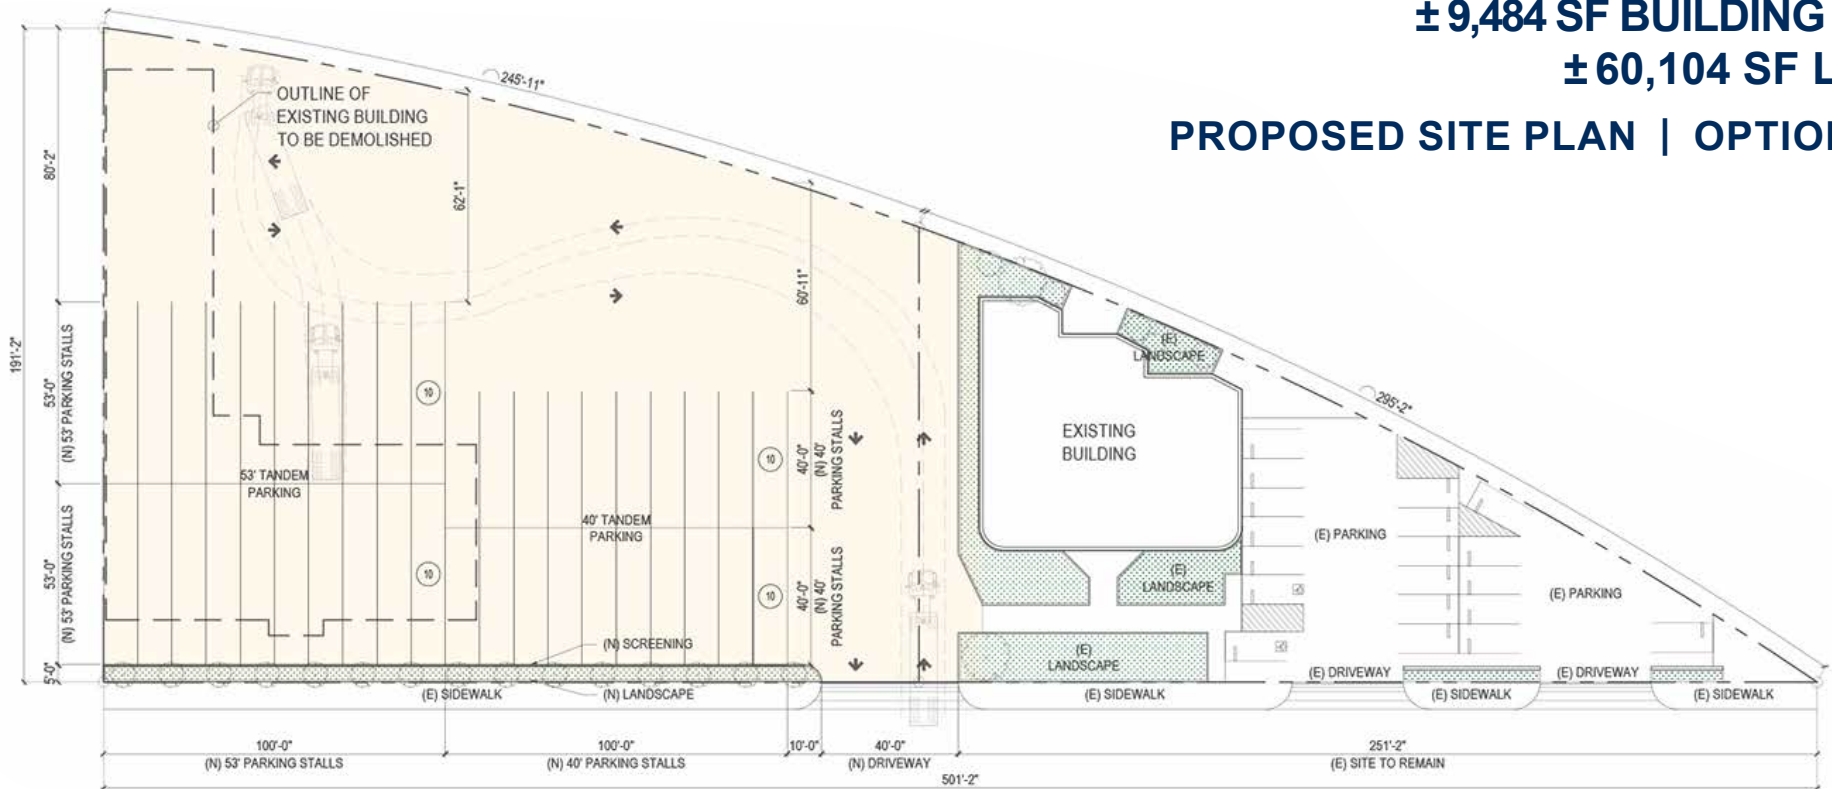 ± 9,484 SF BUILDING
± 60,104 SF L
PROPOSED SITE PLAN | OPTIO
245'-11"
OUTLINE OF
EXISTING BUILDING
TO BE DEMOLISHED
80'-2"
62'-1"
191'-2"
60'-11"
53'-0"
(N) 53' PARKING STALLS
53'-0"
(N) 53' PARKING STALLS
5'-0"
10
10
53' TANDEM
PARKING
10
10
40' TANDEM
PARKING
40'-0"
(N) 40'
PARKING STALLS
40'-0"
(N) 40'
PARKING STALLS
(E)
LANDSCAPE
295'-2"
EXISTING
BUILDING
(E) PARKING
(E)
LANDSCAPE
(E) PARKING
(N) SCREENING
(E)
LANDSCAPE
(E) DRIVEWAY
(E) DRIVEWAY
(E) SIDEWALK
(N) LANDSCAPE
(E) SIDEWALK
(E) SIDEWALK
(E) SIDEWALK
100'-0"
(N) 53' PARKING STALLS
100'-0"
(N) 40' PARKING STALLS
10'-0"
40'-0"
(N) DRIVEWAY
251'-2"
(E) SITE TO REMAIN
501'-2"